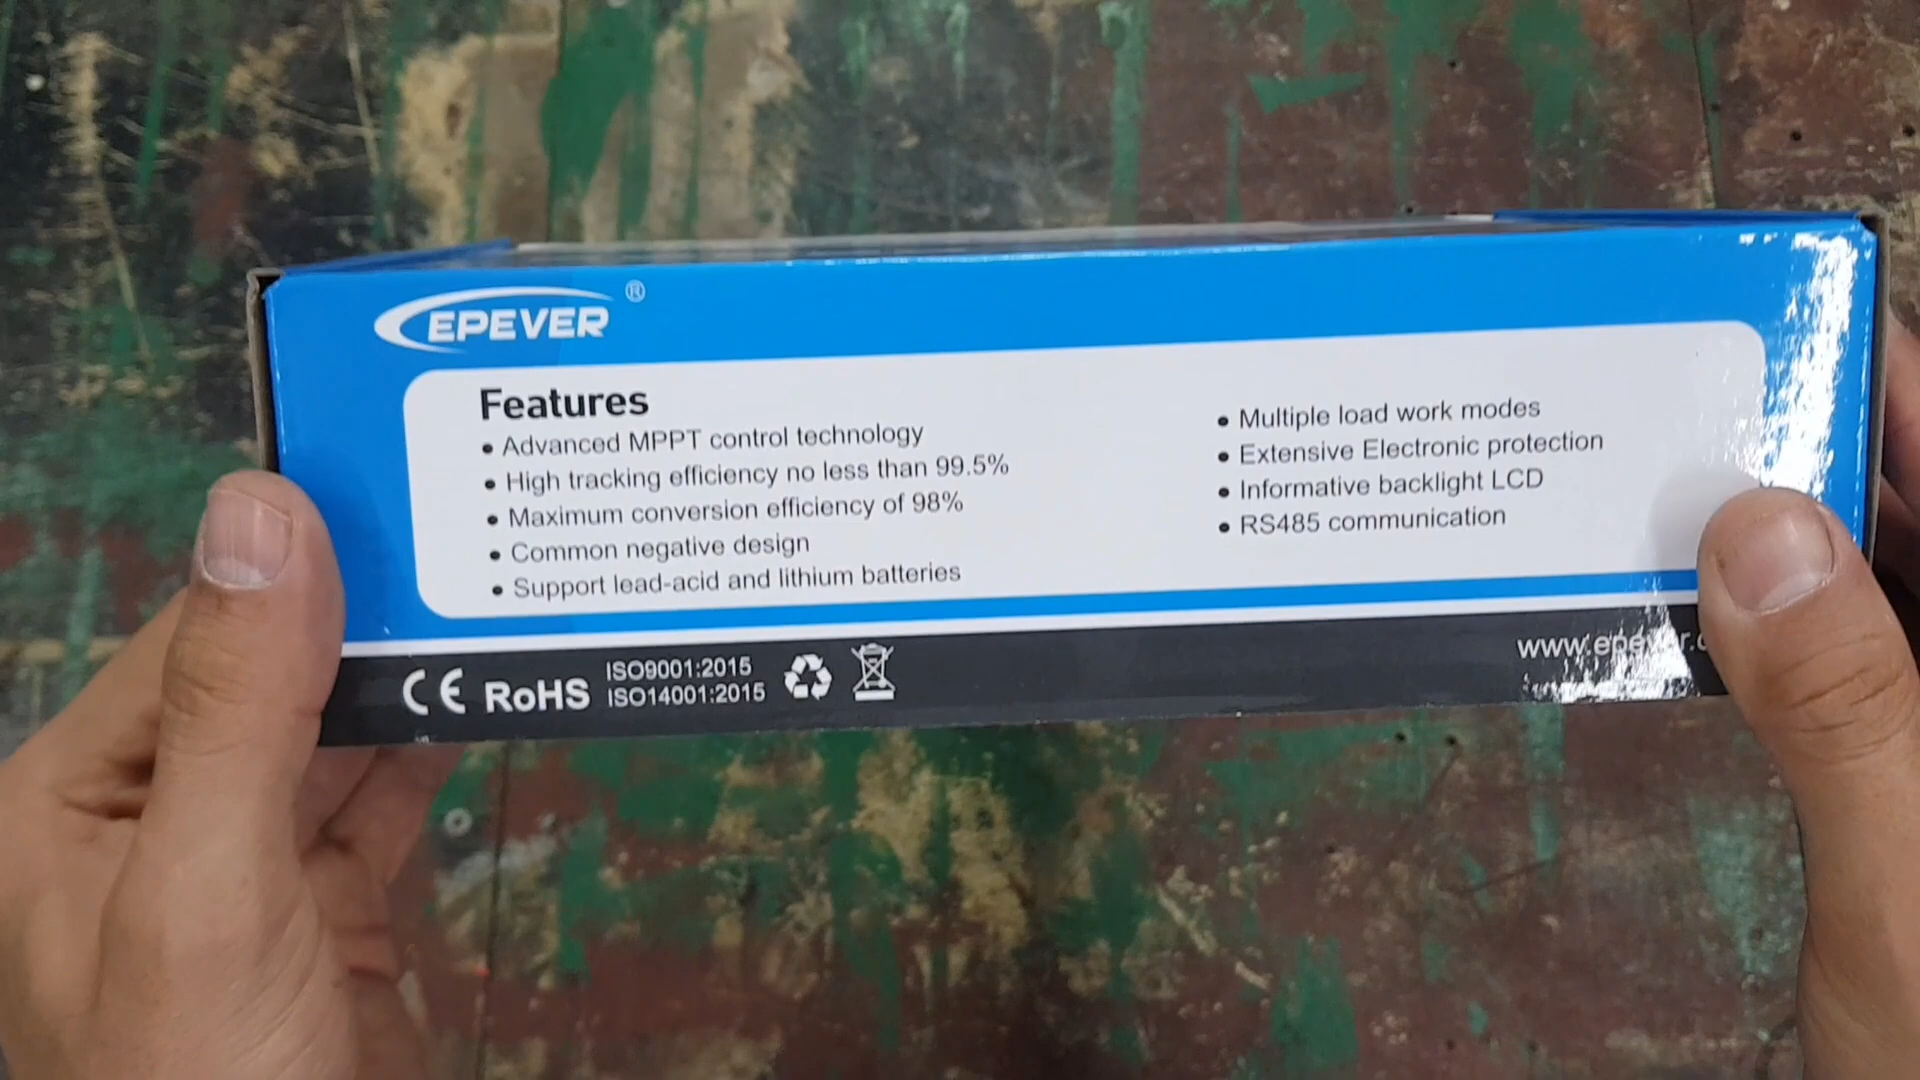 EPEVER ®
Features
• Advanced MPPT control technology
• High tracking efficiency no less than 99.5%
• Maximum conversion efficiency of 98%
• Common negative design
• Support lead-acid and lithium batteries
• Multiple load work modes
• Extensive Electronic protection
• Informative backlight LCD
• RS485 communication
CE RoHS
ISO9001:2015
ISO14001:2015
www.epever.c